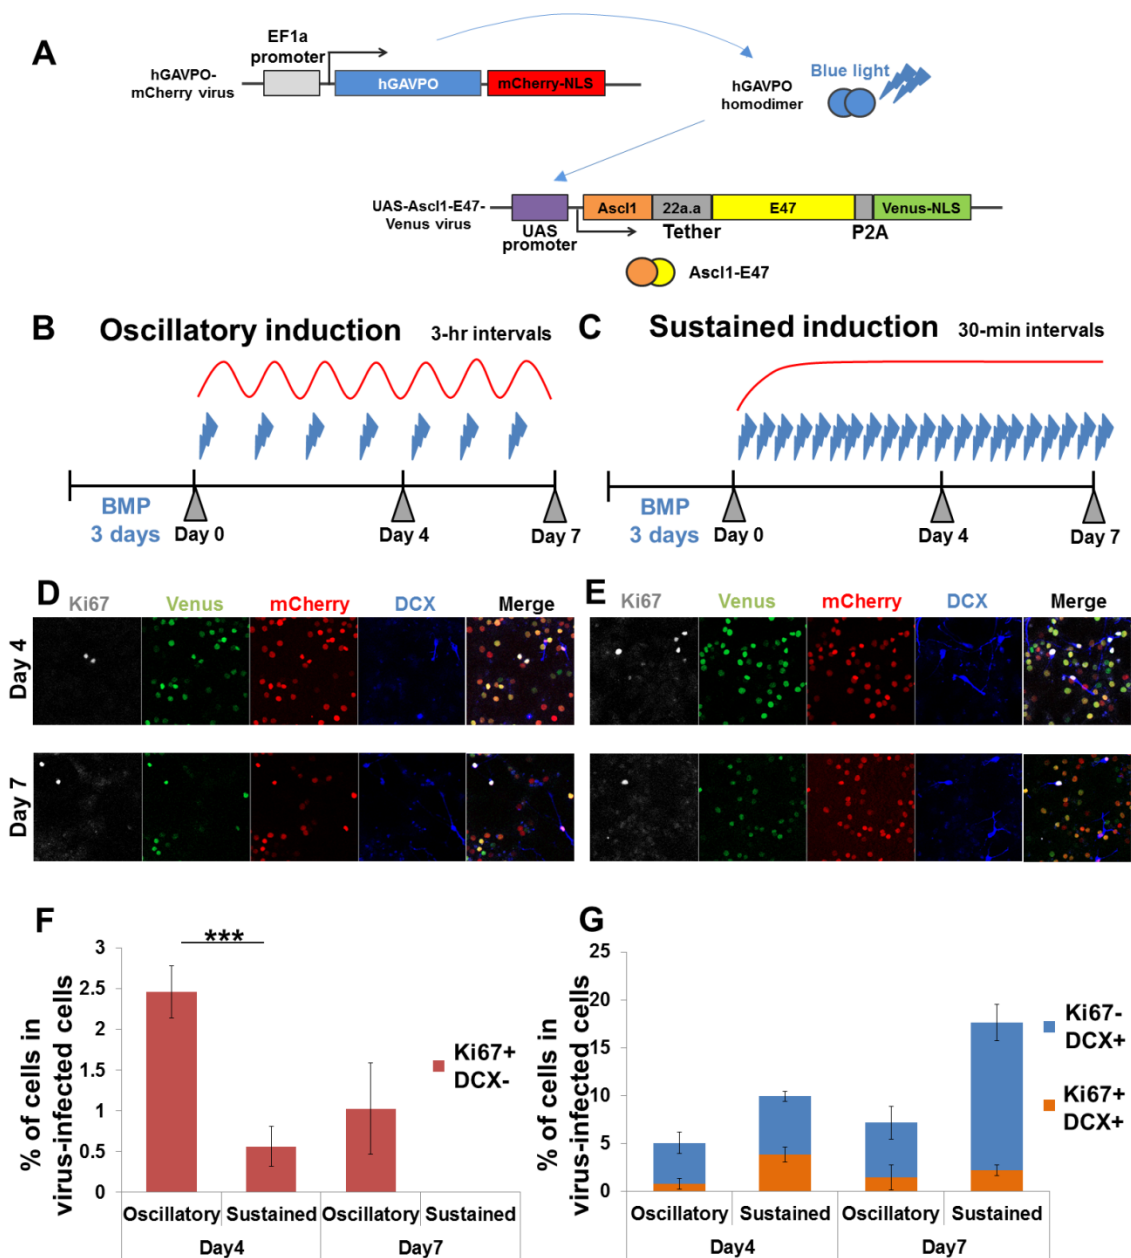 A
EF1a
promoter
hGAVPO-
mCherry virus
hGAVPO
mCherry-NLS
hGAVPO
homodimer
Blue light
UAS-Ascl1-E47-
Venus virus
UAS
promoter
Ascl1
22a.a
E47
Venus-NLS
Tether
P2A
Ascl1-E47
B
Oscillatory induction
3-hr intervals
BMP
3 days
Day 0
Day 4
Day 7
C
Sustained induction
30-min intervals
BMP
3 days
Day 0
Day 4
Day 7
D
Ki67
Venus
mCherry
DCX
Merge
E
Ki67
Venus
mCherry
DCX
Merge
Day 4
Day 7
F
% of cells in
virus-infected cells
3
2.5
2
1.5
1
0.5
0
***
Ki67+
DCX-
Oscillatory
Sustained
Oscillatory
Sustained
Day4
Day7
G
% of cells in
virus-infected cells
25
20
15
10
5
0
Ki67-
DCX+
Ki67+
DCX+
Oscillatory
Sustained
Oscillatory
Sustained
Day4
Day7